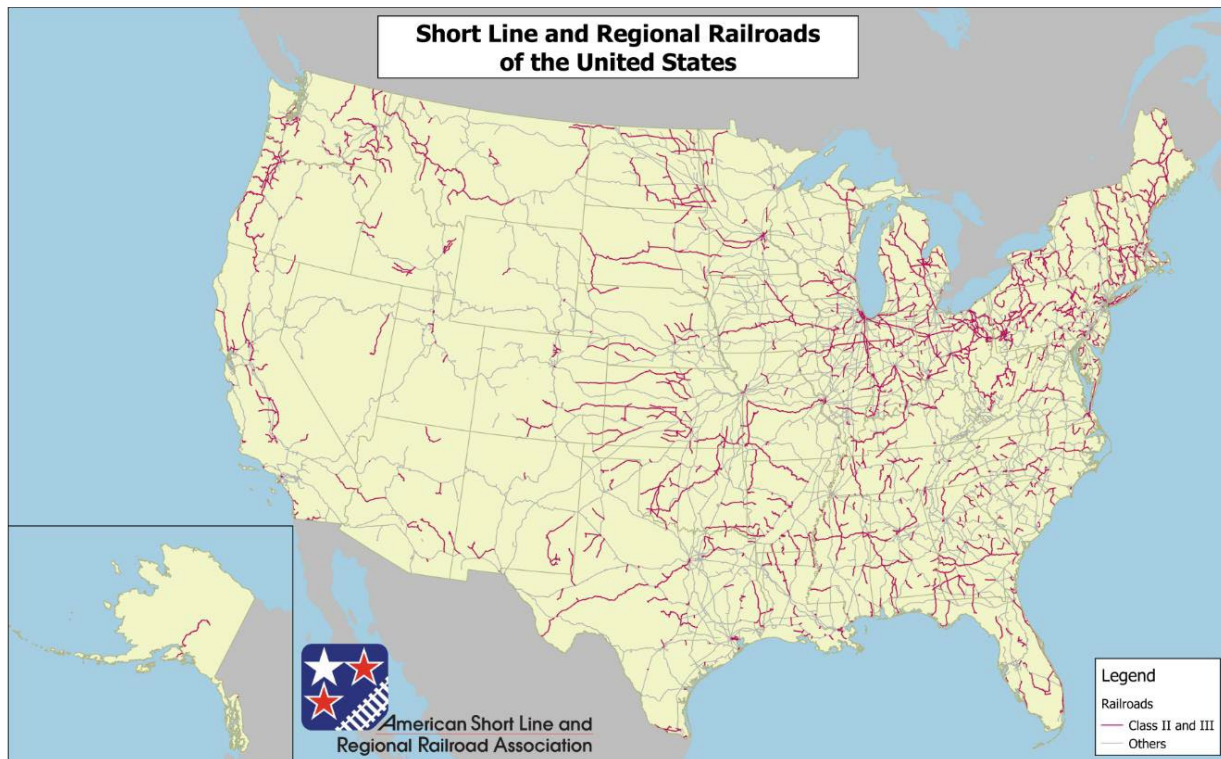 Short Line and Regional Railroads
of the United States
American Short Line and
Regional Railroad Association
Legend
Railroads
Class II and III
Others